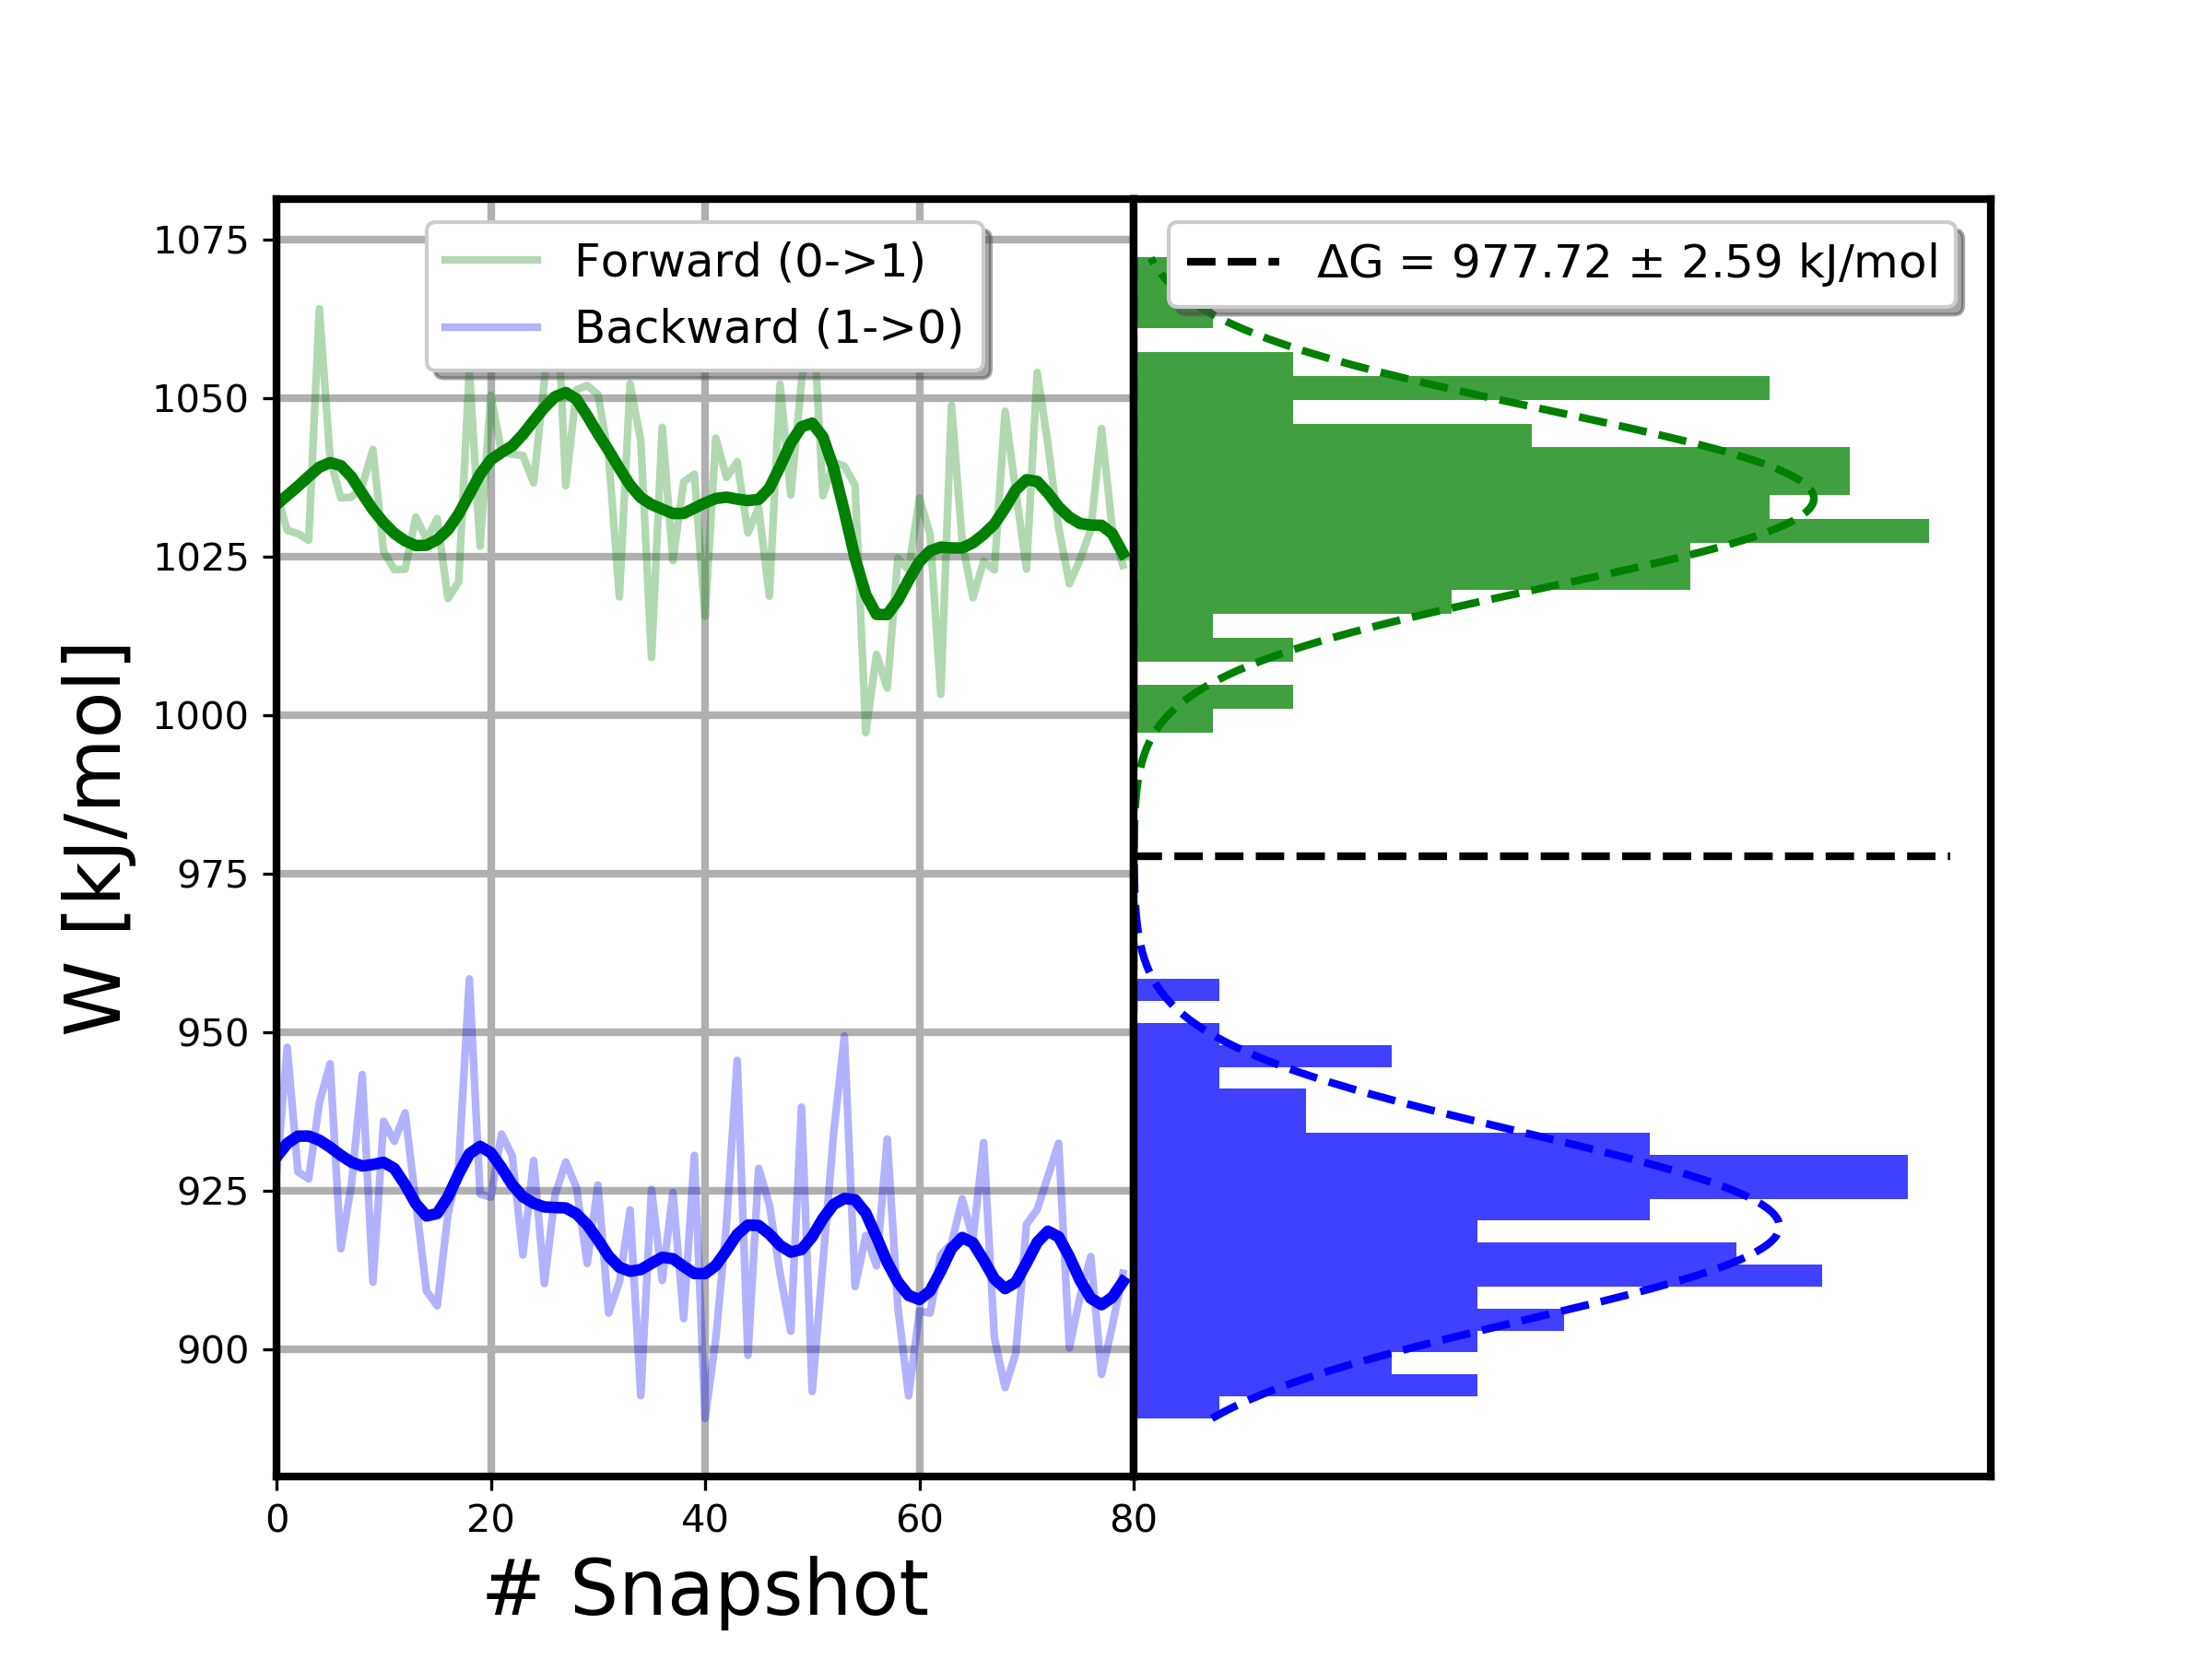 Forward (0->1)
Backward (1->0)
ΔG = 977.72 ± 2.59 kJ/mol
W [kJ/mol]
1075
1050
1025
1000
975
950
925
900
0 20 40 60 80
# Snapshot